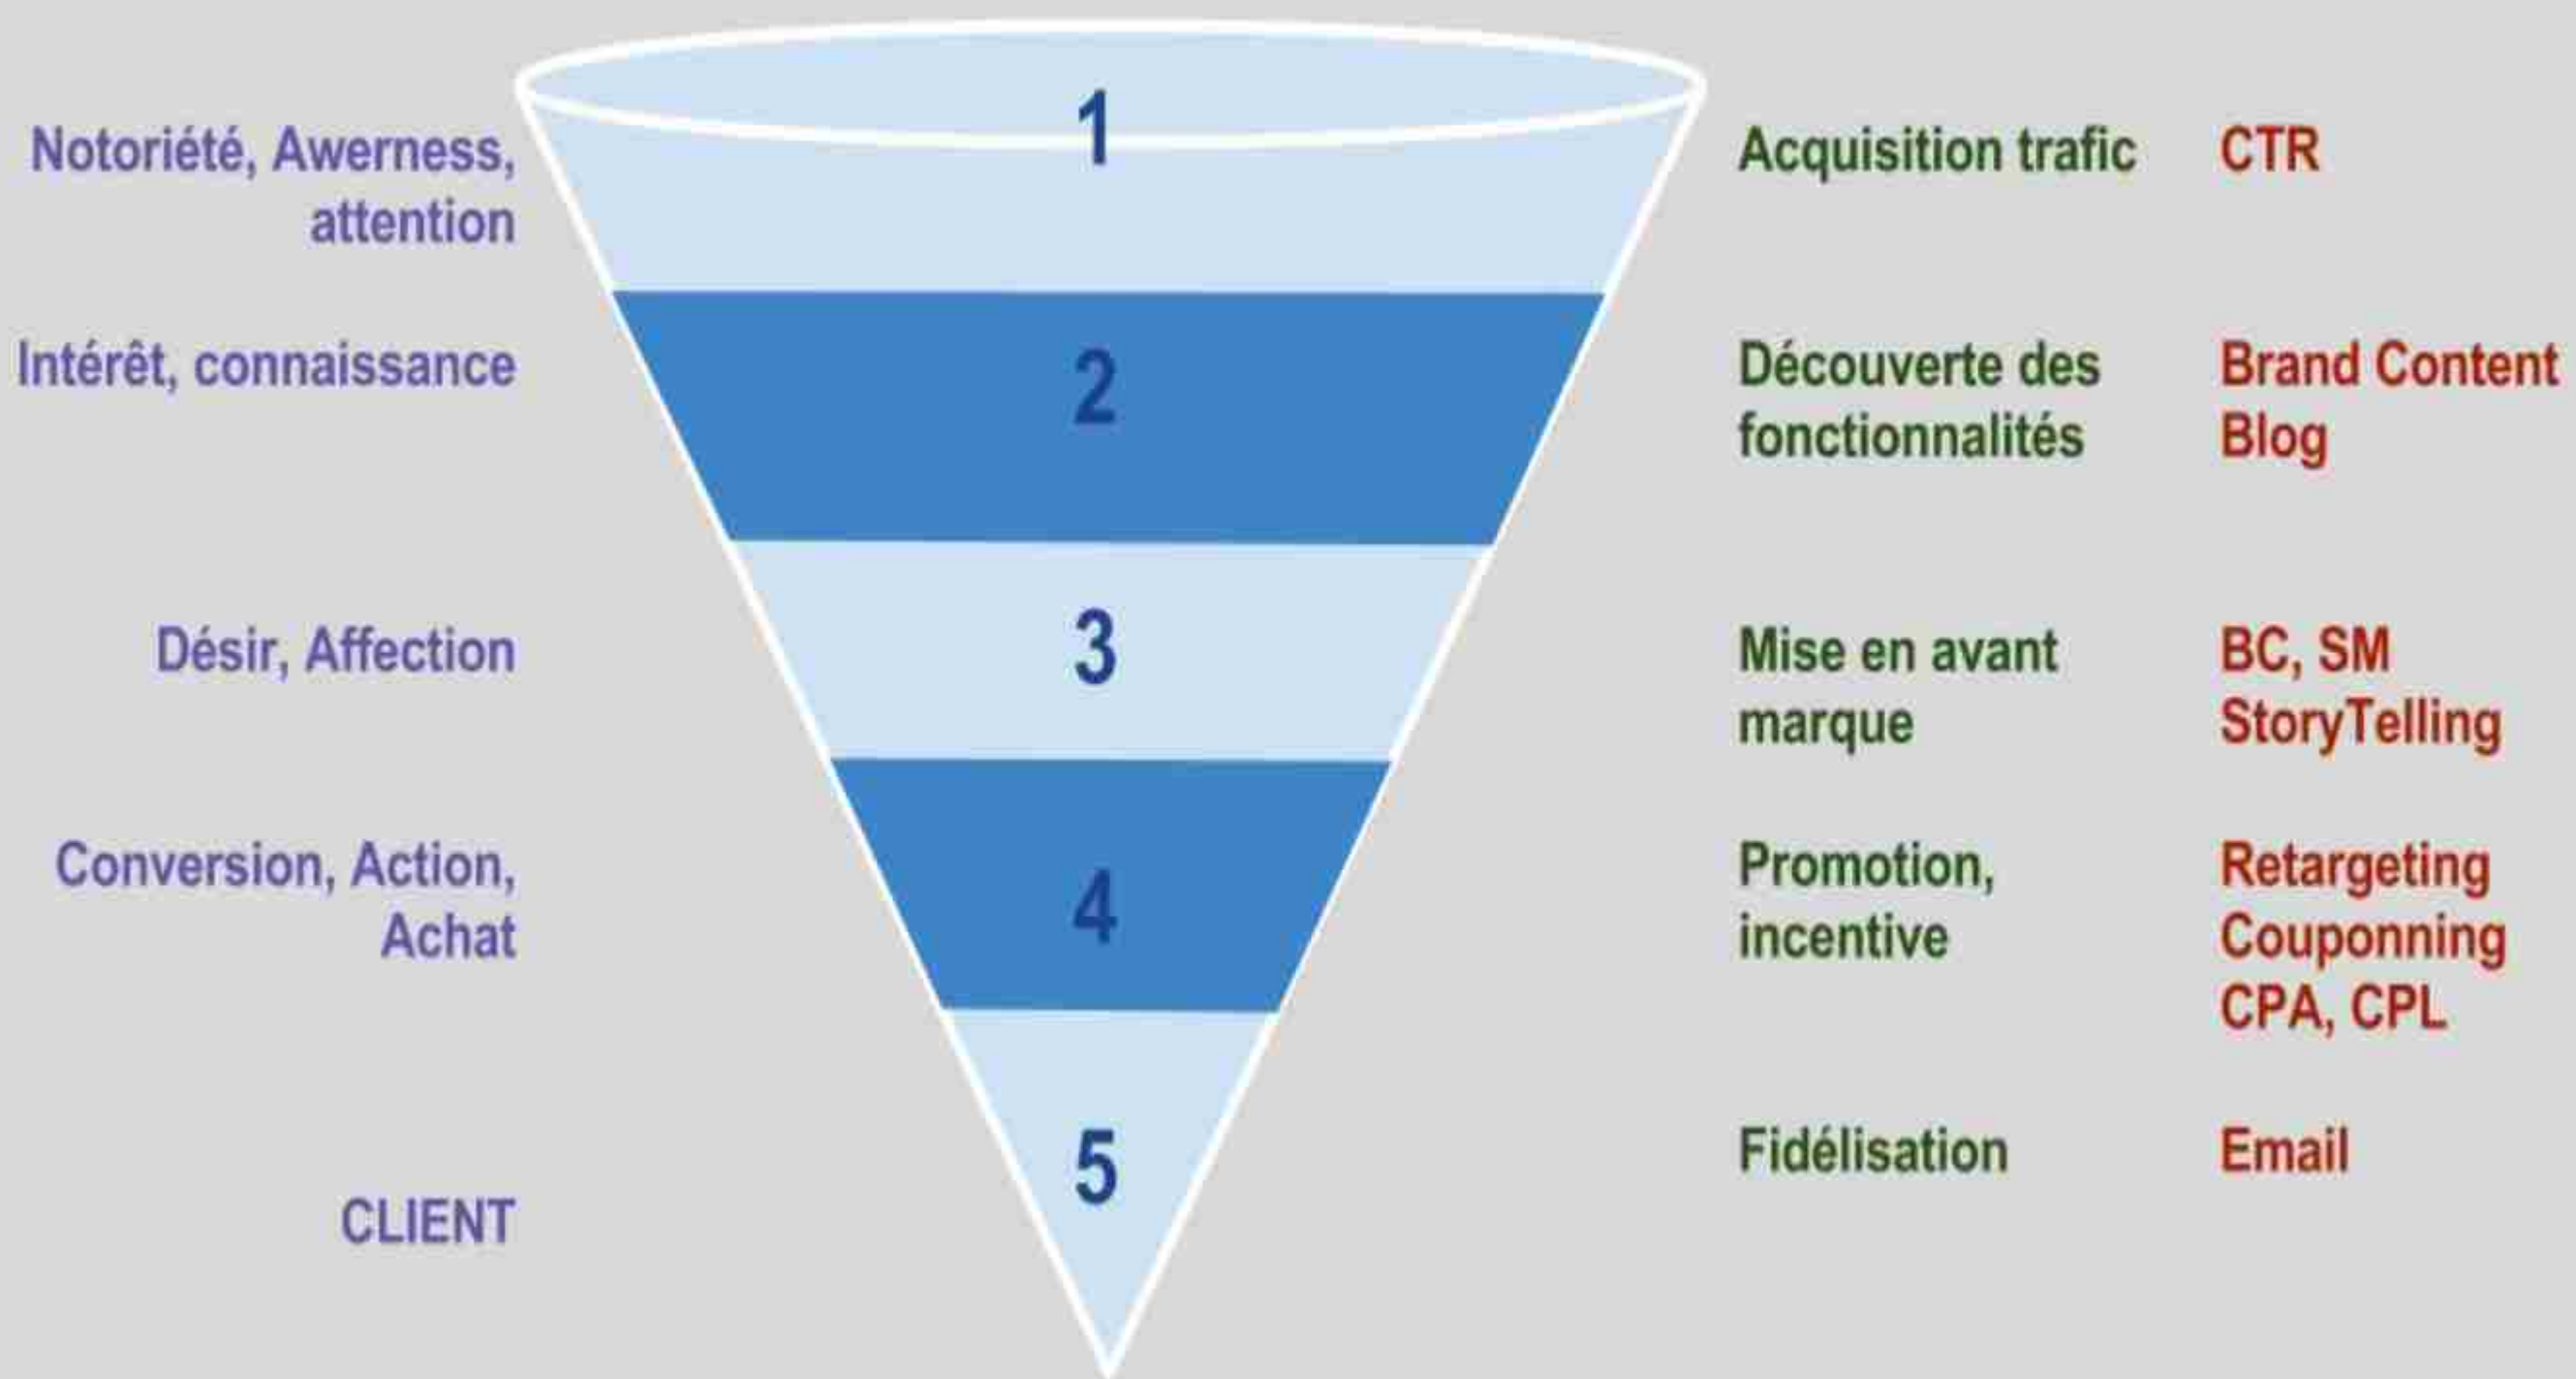 1
Notoriété, Awerness,
attention
Acquisition trafic
CTR
2
Intérêt, connaissance
Découverte des
fonctionnalités
Brand Content
Blog
3
Désir, Affection
Mise en avant
marque
BC, SM
StoryTelling
4
Conversion, Action,
Achat
Promotion,
incentive
Retargeting
Couponning
CPA, CPL
5
CLIENT
Fidélisation
Email